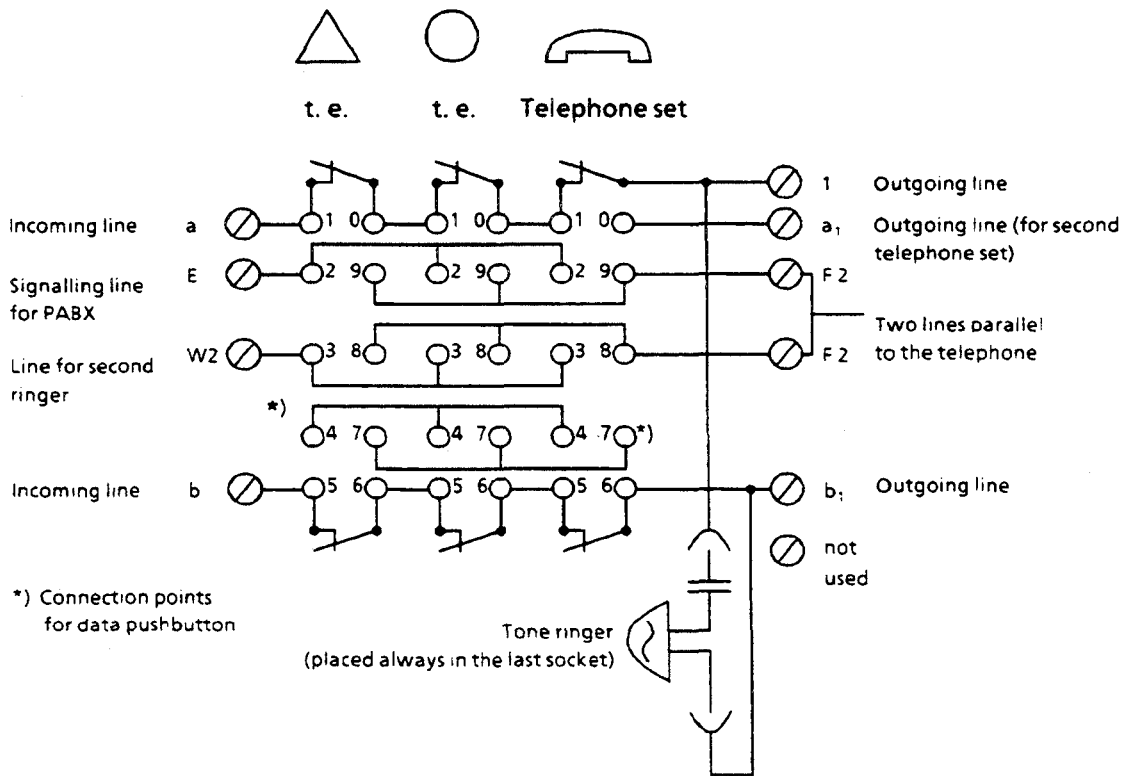 t. e. t. e. Telephone set
1 Outgoing line
Incoming line a 1 0 1 0 1 0 a₁ Outgoing line (for second
telephone set)
E 2 9 2 9 2 9 F 2
Signalling line
for PABX
Two lines parallel
to the telephone
W2 3 8 3 8 3 8 F 2
Line for second
ringer
*) 4 7 4 7 4 7 *)
Incoming line b 5 6 5 6 5 6 b₁ Outgoing line
not
used
*) Connection points
for data pushbutton
Tone ringer
(placed always in the last socket)